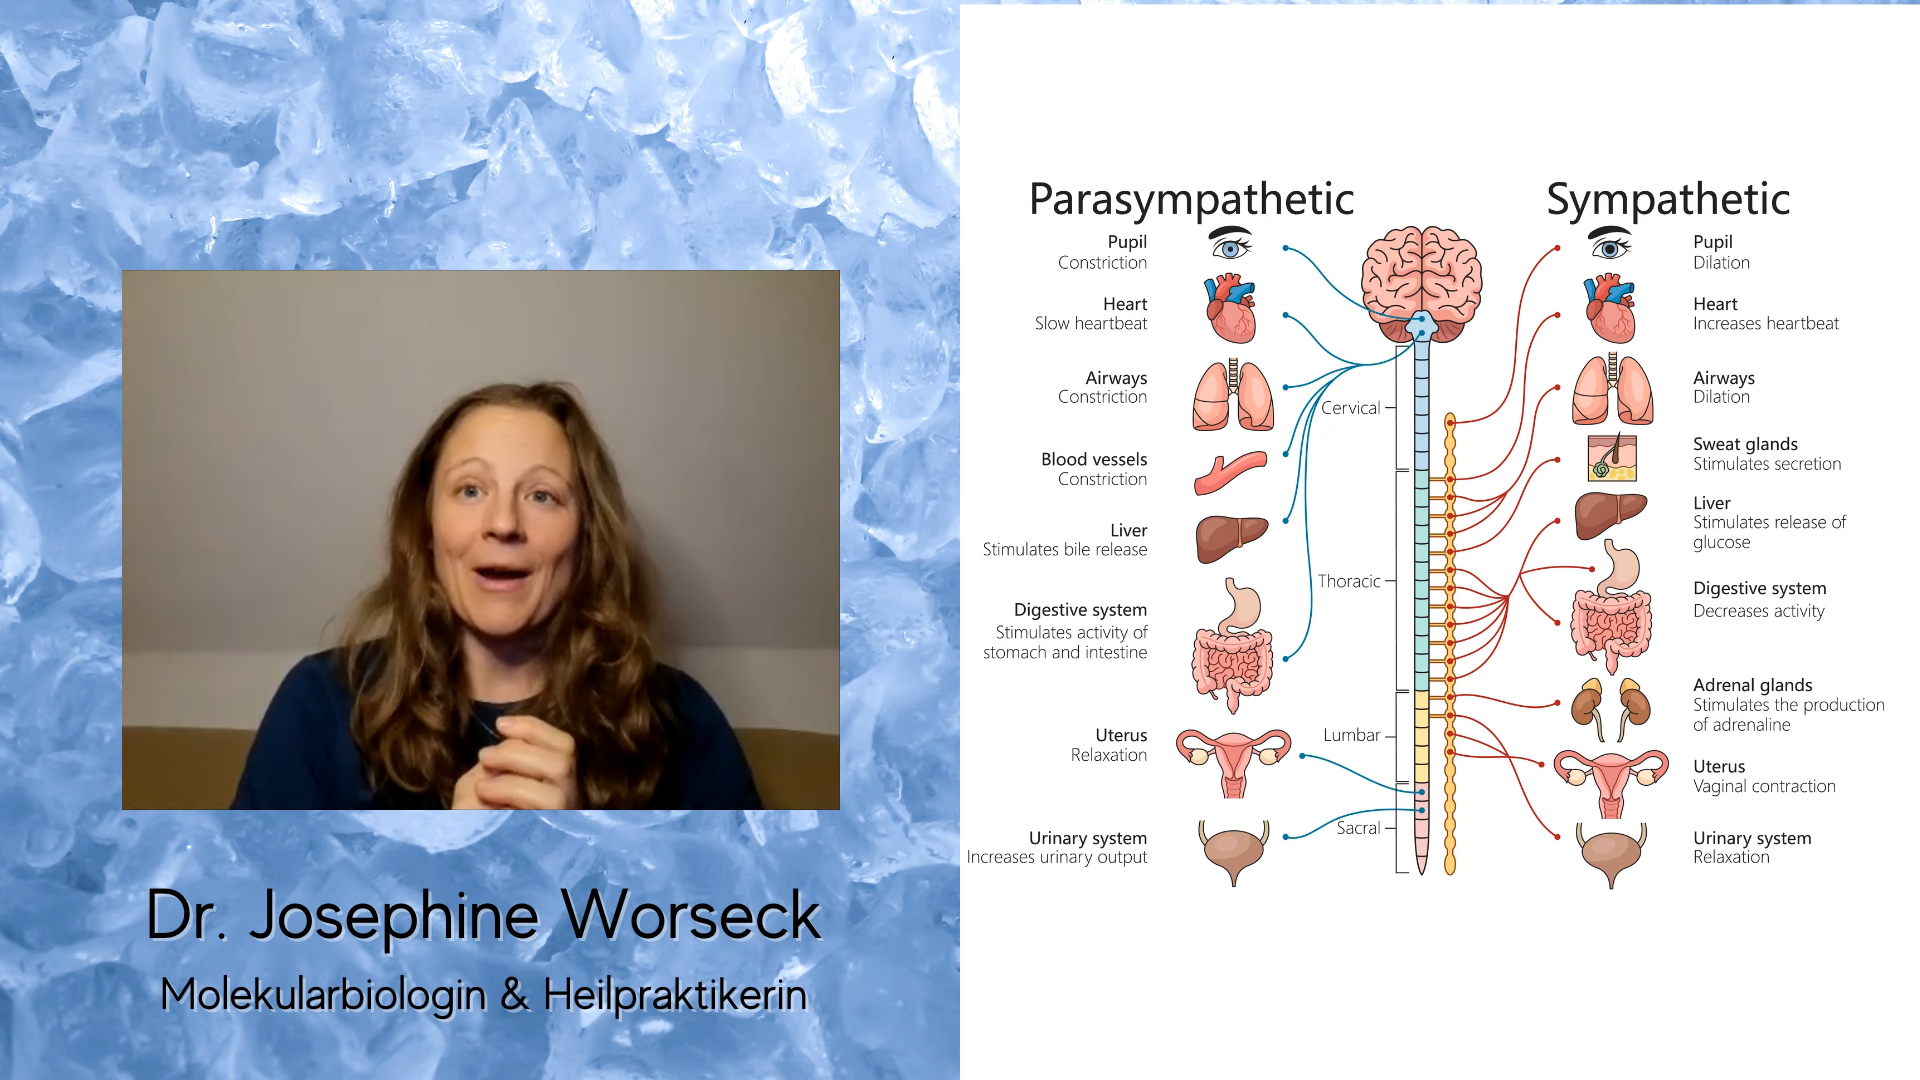 Dr. Josephine Worseck
Molekularbiologin & Heilpraktikerin
Parasympathetic
Pupil
Constriction
Heart
Slow heartbeat
Airways
Constriction
Blood vessels
Constriction
Liver
Stimulates bile release
Digestive system
Stimulates activity of
stomach and intestine
Uterus
Relaxation
Urinary system
Increases urinary output
Cervical
Thoracic
Lumbar
Sacral
Sympathetic
Pupil
Dilation
Heart
Increases heartbeat
Airways
Dilation
Sweat glands
Stimulates secretion
Liver
Stimulates release of
glucose
Digestive system
Decreases activity
Adrenal glands
Stimulates the production
of adrenaline
Uterus
Vaginal contraction
Urinary system
Relaxation